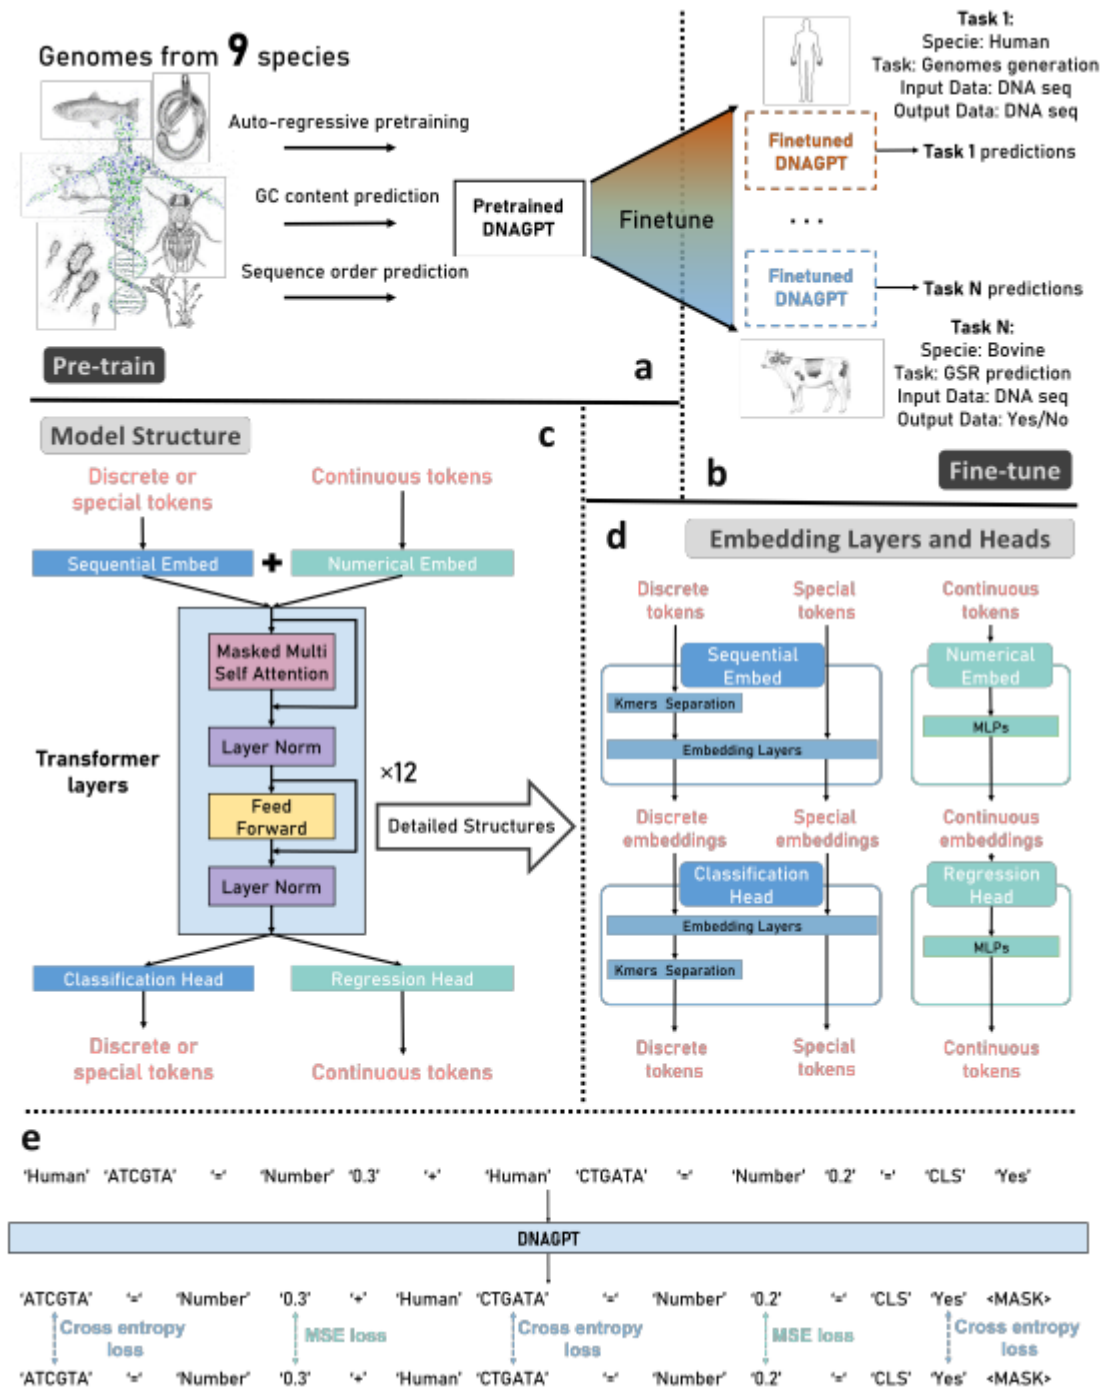 Genomes from 9 species
Auto-regressive pretraining
GC content prediction
Sequence order prediction
Pretrained
DNAGPT
Pre-train
a
Finetune
Task 1:
Specie: Human
Task: Genomes generation
Input Data: DNA seq
Output Data: DNA seq
Finetuned
DNAGPT
Task 1 predictions
...
Finetuned
DNAGPT
Task N predictions
Task N:
Specie: Bovine
Task: GSR prediction
Input Data: DNA seq
Output Data: Yes/No
b
Fine-tune
Model Structure
c
Discrete or
special tokens
Continuous tokens
Sequential Embed
+
Numerical Embed
Masked Multi
Self Attention
Layer Norm
Transformer
layers
×12
Feed
Forward
Layer Norm
Detailed Structures
Classification Head
Regression Head
Discrete or
special tokens
Continuous tokens
d
Embedding Layers and Heads
Discrete
tokens
Special
tokens
Continuous
tokens
Sequential
Embed
Numerical
Embed
Kmers Separation
MLPs
Embedding Layers
Discrete
embeddings
Special
embeddings
Continuous
embeddings
Classification
Head
Regression
Head
Embedding Layers
MLPs
Kmers Separation
Discrete
tokens
Special
tokens
Continuous
tokens
e
'Human' 'ATCGTA' '=' 'Number' '0.3' '+' 'Human' 'CTGATA' '=' 'Number' '0.2' '=' 'CLS' 'Yes'
DNAGPT
'ATCGTA' '=' 'Number' '0.3' '+' 'Human' 'CTGATA' '=' 'Number' '0.2' '=' 'CLS' 'Yes' <MASK>
Cross entropy
loss
MSE loss
Cross entropy
loss
MSE loss
Cross entropy
loss
'ATCGTA' '=' 'Number' '0.3' '+' 'Human' 'CTGATA' '=' 'Number' '0.2' '=' 'CLS' 'Yes' <MASK>